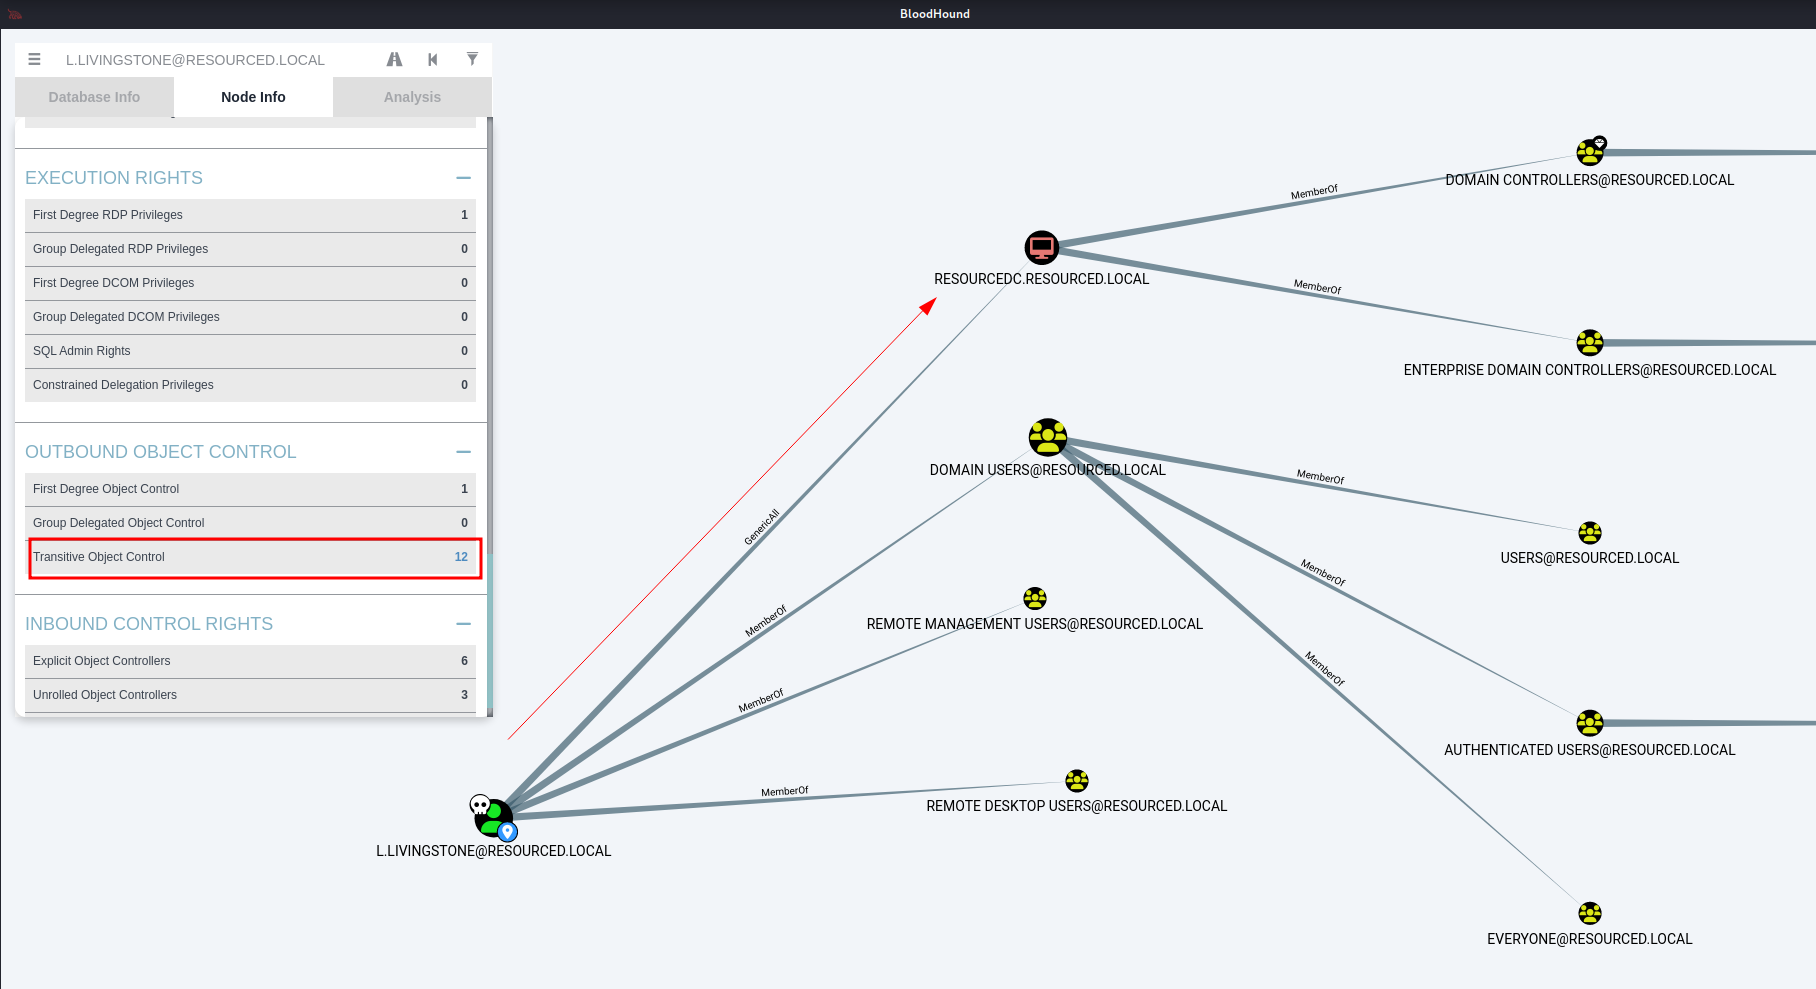 BloodHound
L.LIVINGSTONE@RESOURCED.LOCAL
Database Info
Node Info
Analysis
EXECUTION RIGHTS
First Degree RDP Privileges 1
Group Delegated RDP Privileges 0
First Degree DCOM Privileges 0
Group Delegated DCOM Privileges 0
SQL Admin Rights 0
Constrained Delegation Privileges 0
OUTBOUND OBJECT CONTROL
First Degree Object Control 1
Group Delegated Object Control 0
Transitive Object Control 12
INBOUND CONTROL RIGHTS
Explicit Object Controllers 6
Unrolled Object Controllers 3
DOMAIN CONTROLLERS@RESOURCED.LOCAL
MemberOf
RESOURCEDC.RESOURCED.LOCAL
MemberOf
ENTERPRISE DOMAIN CONTROLLERS@RESOURCED.LOCAL
DOMAIN USERS@RESOURCED.LOCAL
MemberOf
GenericAll
USERS@RESOURCED.LOCAL
MemberOf
MemberOf
REMOTE MANAGEMENT USERS@RESOURCED.LOCAL
MemberOf
MemberOf
AUTHENTICATED USERS@RESOURCED.LOCAL
MemberOf
REMOTE DESKTOP USERS@RESOURCED.LOCAL
L.LIVINGSTONE@RESOURCED.LOCAL
EVERYONE@RESOURCED.LOCAL